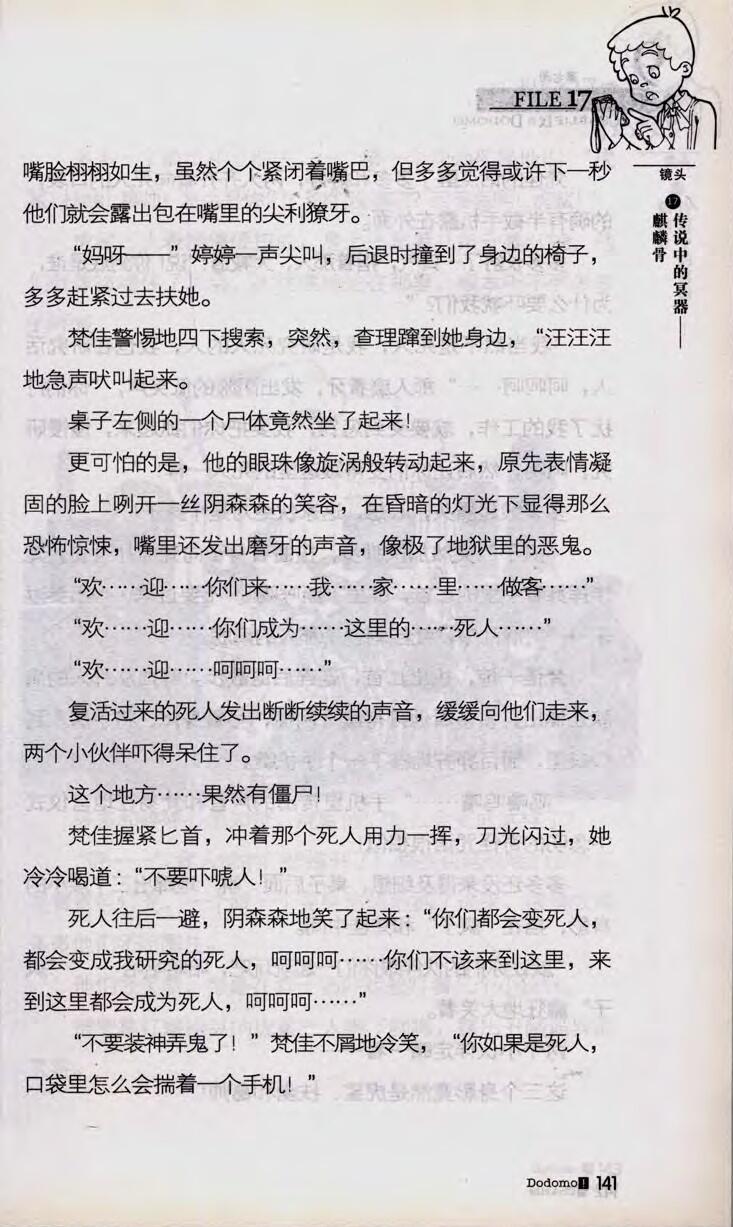 FILE 17
镜头
⑰传说中的冥器——
麒麟骨
嘴脸栩栩如生，虽然个个紧闭着嘴巴，但多多觉得或许下一秒
他们就会露出包在嘴里的尖利獠牙。
“妈呀——”婷婷一声尖叫，后退时撞到了身边的椅子，
多多赶紧过去扶她。
梵佳警惕地四下搜索，突然，查理蹿到她身边，“汪汪汪
地急声吠叫起来。
桌子左侧的一个尸体竟然坐了起来！
更可怕的是，他的眼珠像旋涡般转动起来，原先表情凝
固的脸上咧开一丝阴森森的笑容，在昏暗的灯光下显得那么
恐怖惊悚，嘴里还发出磨牙的声音，像极了地狱里的恶鬼。
“欢……迎……你们来……我……家……里……做客……”
“欢……迎……你们成为……这里的……死人……”
“欢……迎……呵呵呵……”
复活过来的死人发出断断续续的声音，缓缓向他们走来，
两个小伙伴吓得呆住了。
这个地方……果然有僵尸！
梵佳握紧匕首，冲着那个死人用力一挥，刀光闪过，她
冷冷喝道：“不要吓唬人！”
死人往后一避，阴森森地笑了起来：“你们都会变死人，
都会变成我研究的死人，呵呵呵……你们不该来到这里，来
到这里都会成为死人，呵呵呵……”
“不要装神弄鬼了！”梵佳不屑地冷笑，“你如果是死人，
口袋里怎么会揣着一个手机！”
Dodomo! 141